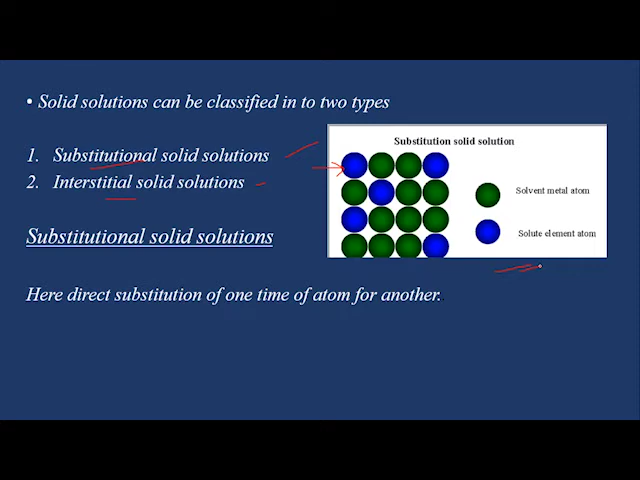 • Solid solutions can be classified in to two types
1. Substitutional solid solutions
2. Interstitial solid solutions
Substitutional solid solutions
Here direct substitution of one time of atom for another.
Substitution solid solution
Solvent metal atom
Solute element atom